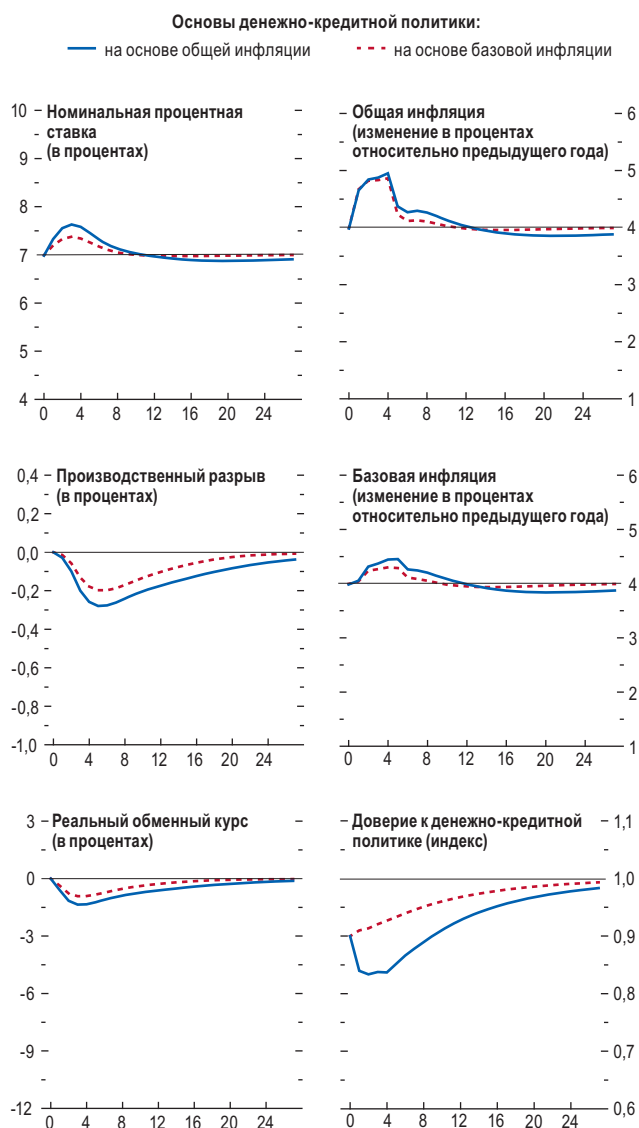 Основы денежно-кредитной политики:
на основе общей инфляции на основе базовой инфляции
Номинальная процентная
ставка
(в процентах)
10
9
8
7
6
5
4
0 4 8 12 16 20 24
Общая инфляция
(изменение в процентах
относительно предыдущего года)
6
5
4
3
2
1
0 4 8 12 16 20 24
Производственный разрыв
(в процентах)
0,4
0,2
0,0
-0,2
-0,4
-0,6
-0,8
-1,0
0 4 8 12 16 20 24
Базовая инфляция
(изменение в процентах
относительно предыдущего года)
6
5
4
3
2
1
0 4 8 12 16 20 24
Реальный обменный курс
(в процентах)
3
0
-3
-6
-9
-12
0 4 8 12 16 20 24
Доверие к денежно-кредитной
политике (индекс)
1,1
1,0
0,9
0,8
0,7
0,6
0 4 8 12 16 20 24